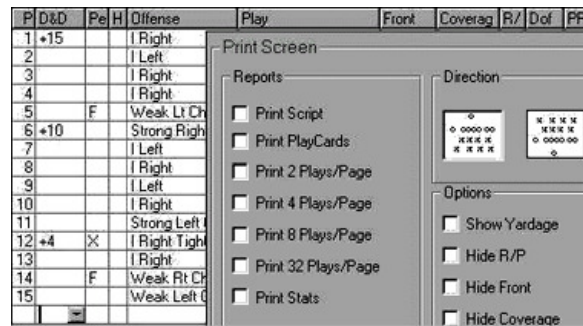 P D&D Pe H Offense Play Front Coverag R/ Dof PF
1 +15 I Right
2 I Left
3 I Right
4 I Right
5 F Weak Lt Ch
6 +10 Strong Righ
7 I Left
8 I Right
9 I Left
10 I Right
11 Strong Left
12 +4 X I Right Tigh
13 I Right
14 F Weak Rt Ch
15 Weak Left
Print Screen
Reports
Print Script
Print PlayCards
Print 2 Plays/Page
Print 4 Plays/Page
Print 8 Plays/Page
Print 32 Plays/Page
Print Stats
Direction
Options
Show Yardage
Hide R/P
Hide Front
Hide Coverage